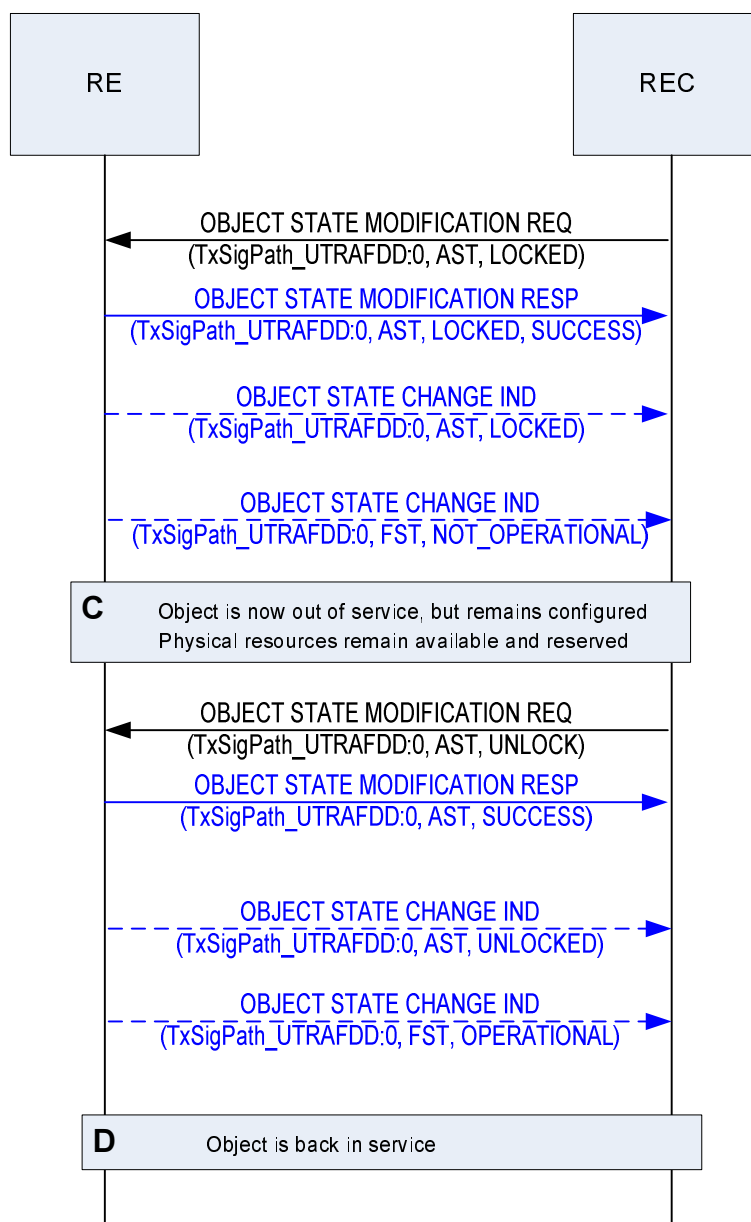 RE
REC
OBJECT STATE MODIFICATION REQ
(TxSigPath_UTRAFDD:0, AST, LOCKED)
OBJECT STATE MODIFICATION RESP
(TxSigPath_UTRAFDD:0, AST, LOCKED, SUCCESS)
OBJECT STATE CHANGE IND
(TxSigPath_UTRAFDD:0, AST, LOCKED)
OBJECT STATE CHANGE IND
(TxSigPath_UTRAFDD:0, FST, NOT_OPERATIONAL)
C Object is now out of service, but remains configured
Physical resources remain available and reserved
OBJECT STATE MODIFICATION REQ
(TxSigPath_UTRAFDD:0, AST, UNLOCK)
OBJECT STATE MODIFICATION RESP
(TxSigPath_UTRAFDD:0, AST, SUCCESS)
OBJECT STATE CHANGE IND
(TxSigPath_UTRAFDD:0, AST, UNLOCKED)
OBJECT STATE CHANGE IND
(TxSigPath_UTRAFDD:0, FST, OPERATIONAL)
D Object is back in service